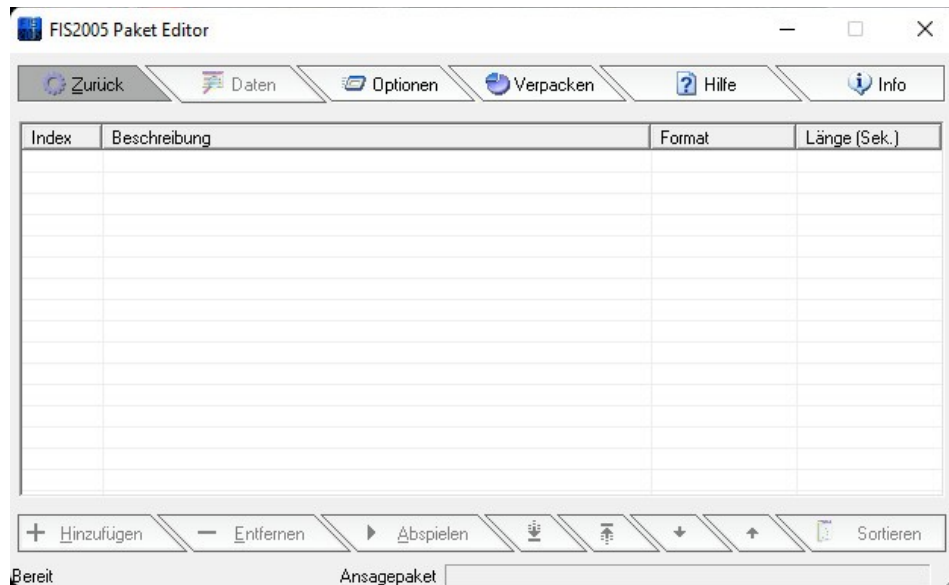 FIS2005 Paket Editor
Zurück Daten Optionen Verpacken Hilfe Info
Index Beschreibung Format Länge (Sek.)
+ Hinzufügen − Entfernen Abspielen Sortieren
Bereit Ansagepaket